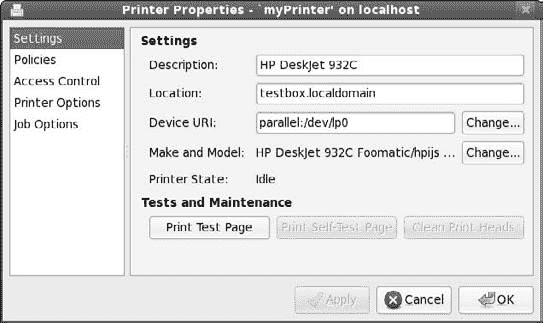 Printer Properties - `myPrinter' on localhost
Settings
Policies
Access Control
Printer Options
Job Options
Settings
Description: HP DeskJet 932C
Location: testbox.localdomain
Device URI: parallel:/dev/lp0 Change...
Make and Model: HP DeskJet 932C Foomatic/hpijs ... Change...
Printer State: Idle
Tests and Maintenance
Print Test Page Print Self-Test Page Clean Print Heads
Apply Cancel OK